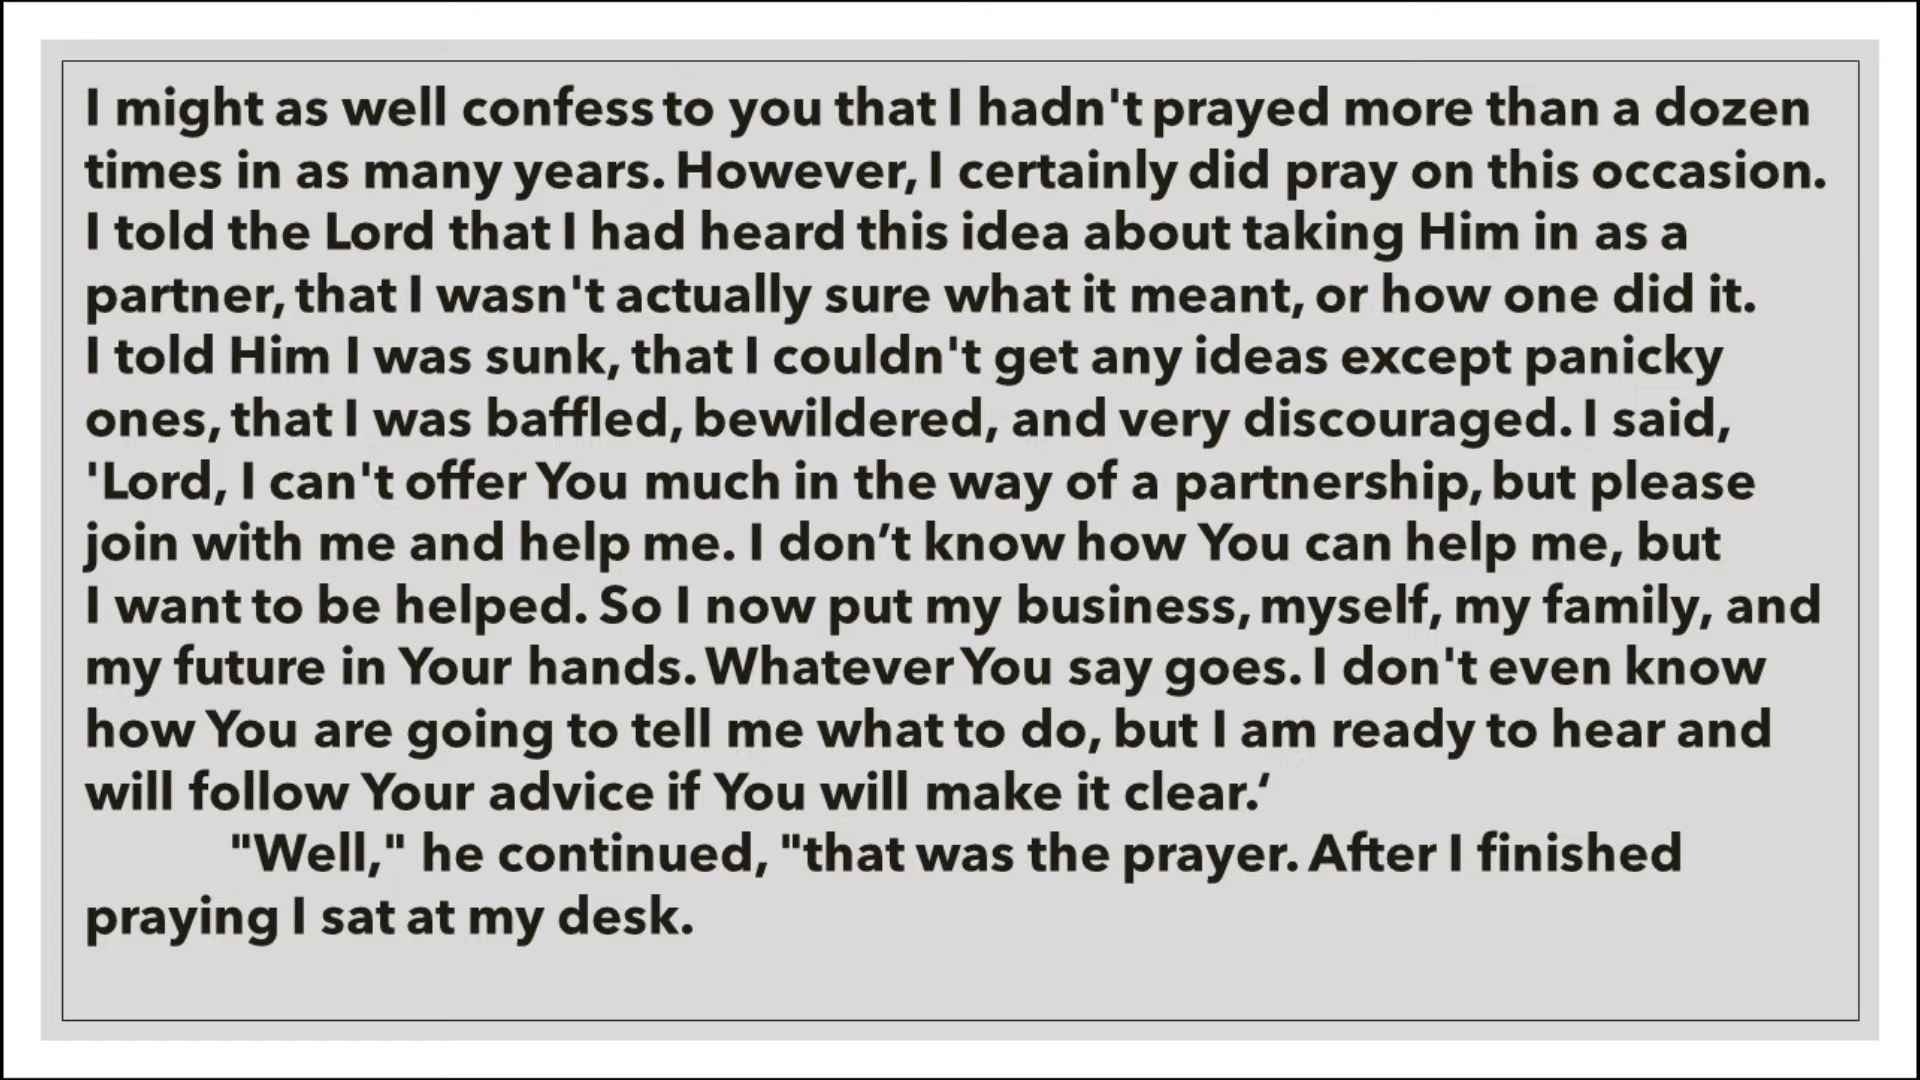 I might as well confess to you that I hadn't prayed more than a dozen
times in as many years. However, I certainly did pray on this occasion.
I told the Lord that I had heard this idea about taking Him in as a
partner, that I wasn't actually sure what it meant, or how one did it.
I told Him I was sunk, that I couldn't get any ideas except panicky
ones, that I was baffled, bewildered, and very discouraged. I said,
'Lord, I can't offer You much in the way of a partnership, but please
join with me and help me. I don’t know how You can help me, but
I want to be helped. So I now put my business, myself, my family, and
my future in Your hands. Whatever You say goes. I don't even know
how You are going to tell me what to do, but I am ready to hear and
will follow Your advice if You will make it clear.‘
"Well," he continued, "that was the prayer. After I finished
praying I sat at my desk.